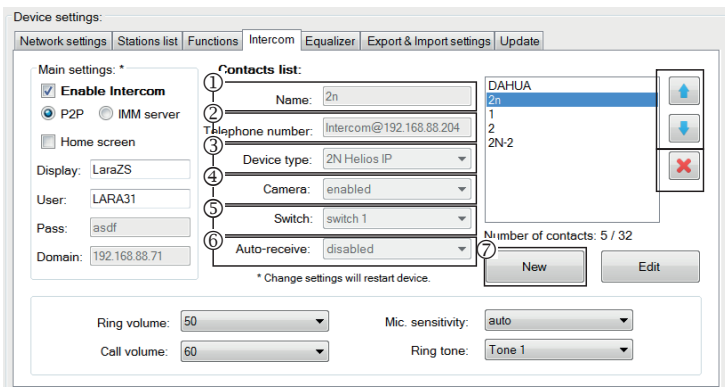 Device settings:
Network settings Stations list Functions Intercom Equalizer Export & Import settings Update
Main settings: *
Enable Intercom
P2P IMM server
Home screen
Display: LaraZS
User: LARA31
Pass: asdf
Domain: 192.168.88.71
Contacts list:
① Name: 2n
② Telephone number: Intercom@192.168.88.204
③ Device type: 2N Helios IP
④ Camera: enabled
⑤ Switch: switch 1
⑥ Auto-receive: disabled
* Change settings will restart device.
DAHUA
2n
1
2
2N-2
Number of contacts: 5 / 32
⑦ New Edit
Ring volume: 50 Mic. sensitivity: auto
Call volume: 60 Ring tone: Tone 1